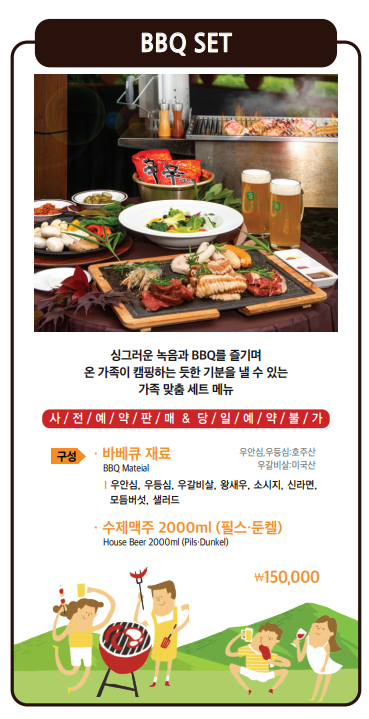 BBQ SET
辛
辛
싱그러운 녹음과 BBQ를 즐기며
온 가족이 캠핑하는 듯한 기분을 낼 수 있는
가족 맞춤 세트 메뉴
사/전/예/약/판/매 & 당/일/예/약/불/가
구성
· 바베큐 재료
BBQ Mateial
우안심,우등심:호주산
우갈비살:미국산
| 우안심, 우등심, 우갈비살, 왕새우, 소시지, 신라면,
모듬버섯, 샐러드
· 수제맥주 2000ml (필스·둔켈)
House Beer 2000ml (Pils·Dunkel)
₩150,000